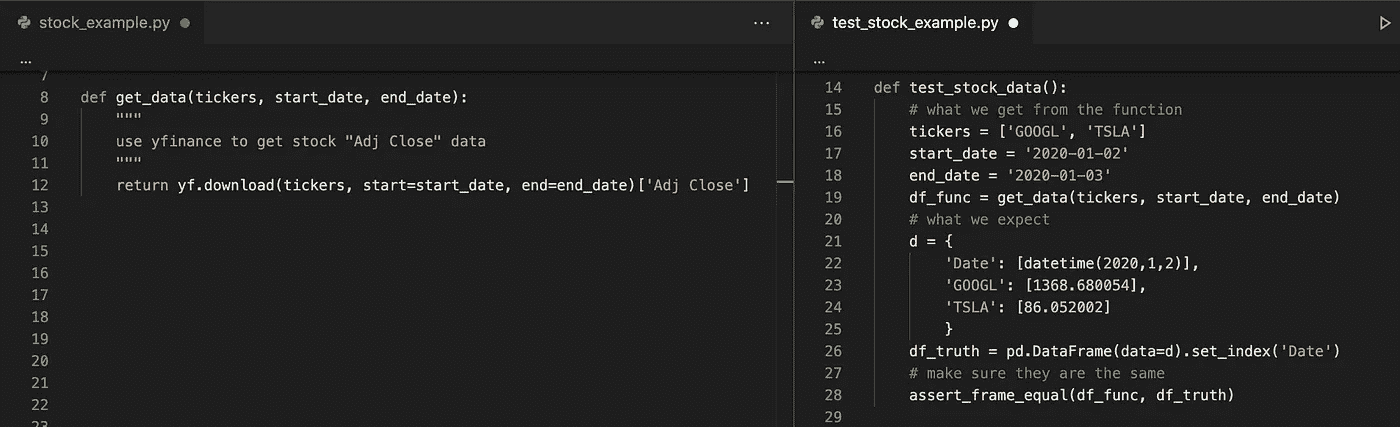 stock_example.py
...
...
7
8 def get_data(tickers, start_date, end_date):
9 """
10 use yfinance to get stock "Adj Close" data
11 """
12 return yf.download(tickers, start=start_date, end=end_date)['Adj Close']
13
14
15
16
17
18
19
20
21
22
23
test_stock_example.py
...
14 def test_stock_data():
15 # what we get from the function
16 tickers = ['GOOGL', 'TSLA']
17 start_date = '2020-01-02'
18 end_date = '2020-01-03'
19 df_func = get_data(tickers, start_date, end_date)
20 # what we expect
21 d = {
22 'Date': [datetime(2020,1,2)],
23 'GOOGL': [1368.680054],
24 'TSLA': [86.052002]
25 }
26 df_truth = pd.DataFrame(data=d).set_index('Date')
27 # make sure they are the same
28 assert_frame_equal(df_func, df_truth)
29